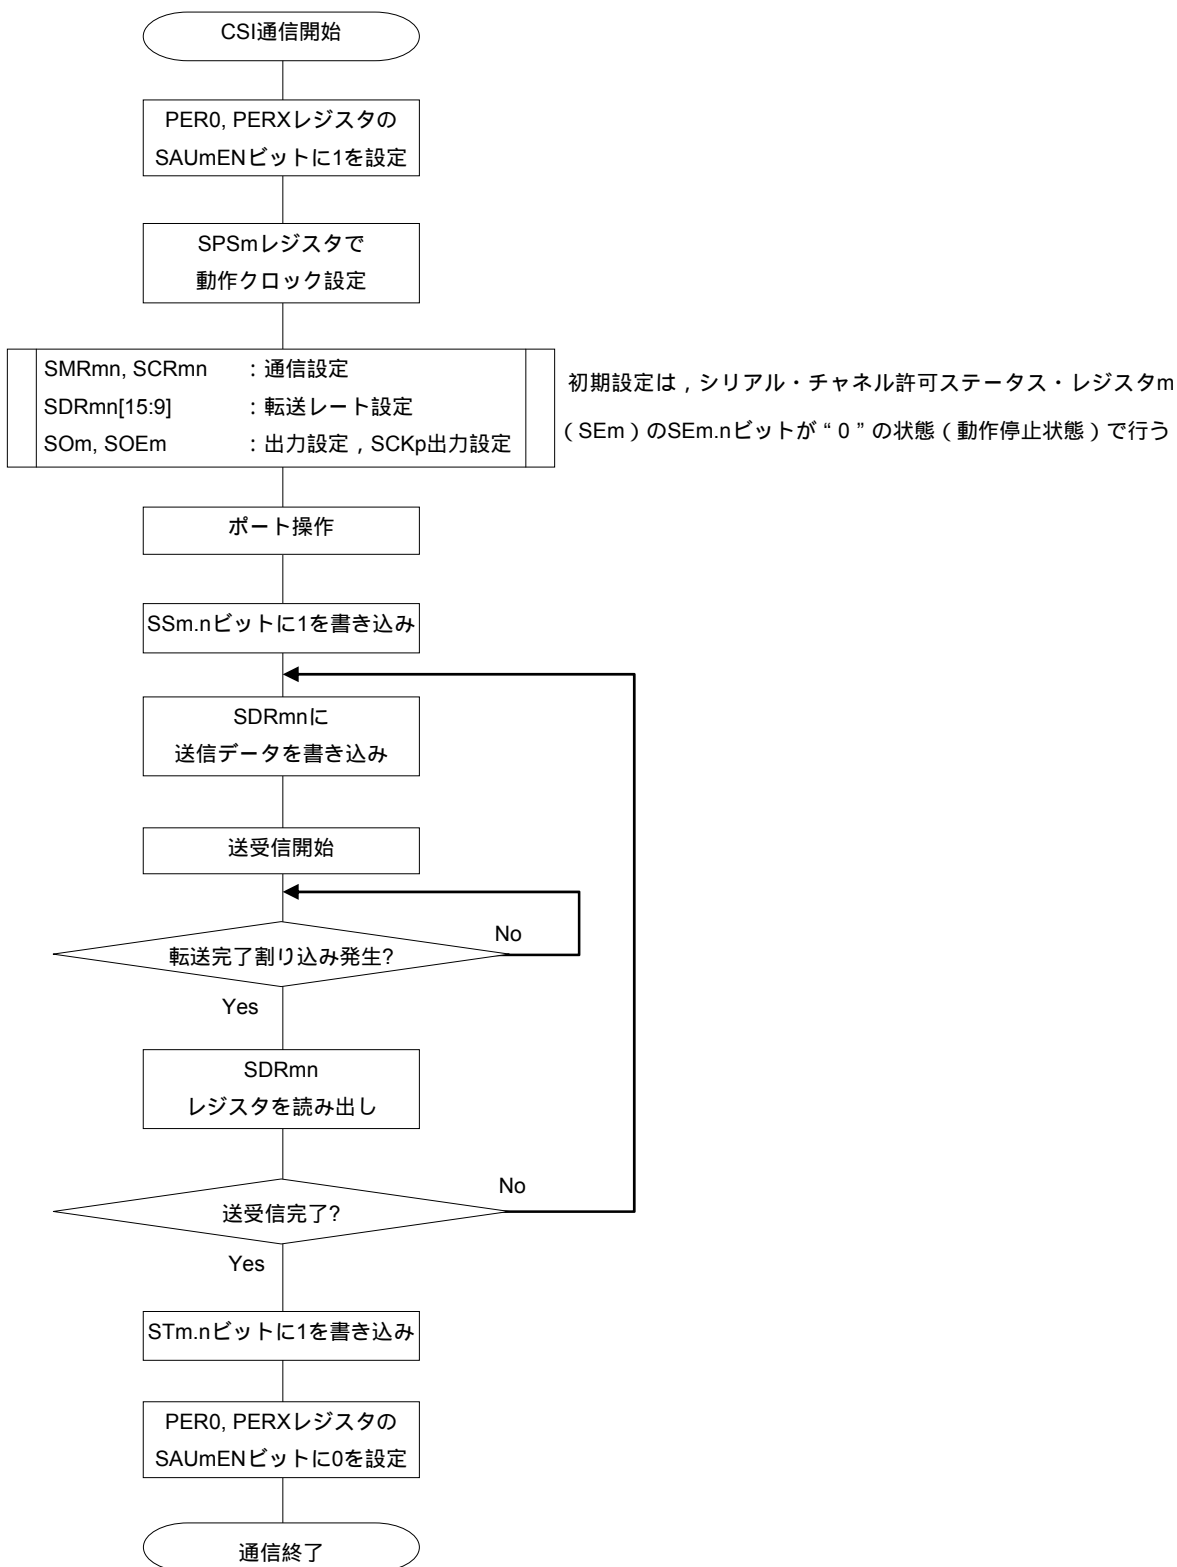 CSI通信開始
PER0, PERXレジスタの
SAUmENビットに1を設定
SPSmレジスタで
動作クロック設定
SMRmn, SCRmn ：通信設定
SDRmn[15:9] ：転送レート設定
SOm, SOEm ：出力設定，SCKp出力設定
初期設定は，シリアル・チャネル許可ステータス・レジスタm
（SEm）のSEm.nビットが“0”の状態（動作停止状態）で行う
ポート操作
SSm.nビットに1を書き込み
SDRmnに
送信データを書き込み
送受信開始
転送完了割り込み発生?
No
Yes
SDRmn
レジスタを読み出し
送受信完了?
No
Yes
STm.nビットに1を書き込み
PER0, PERXレジスタの
SAUmENビットに0を設定
通信終了